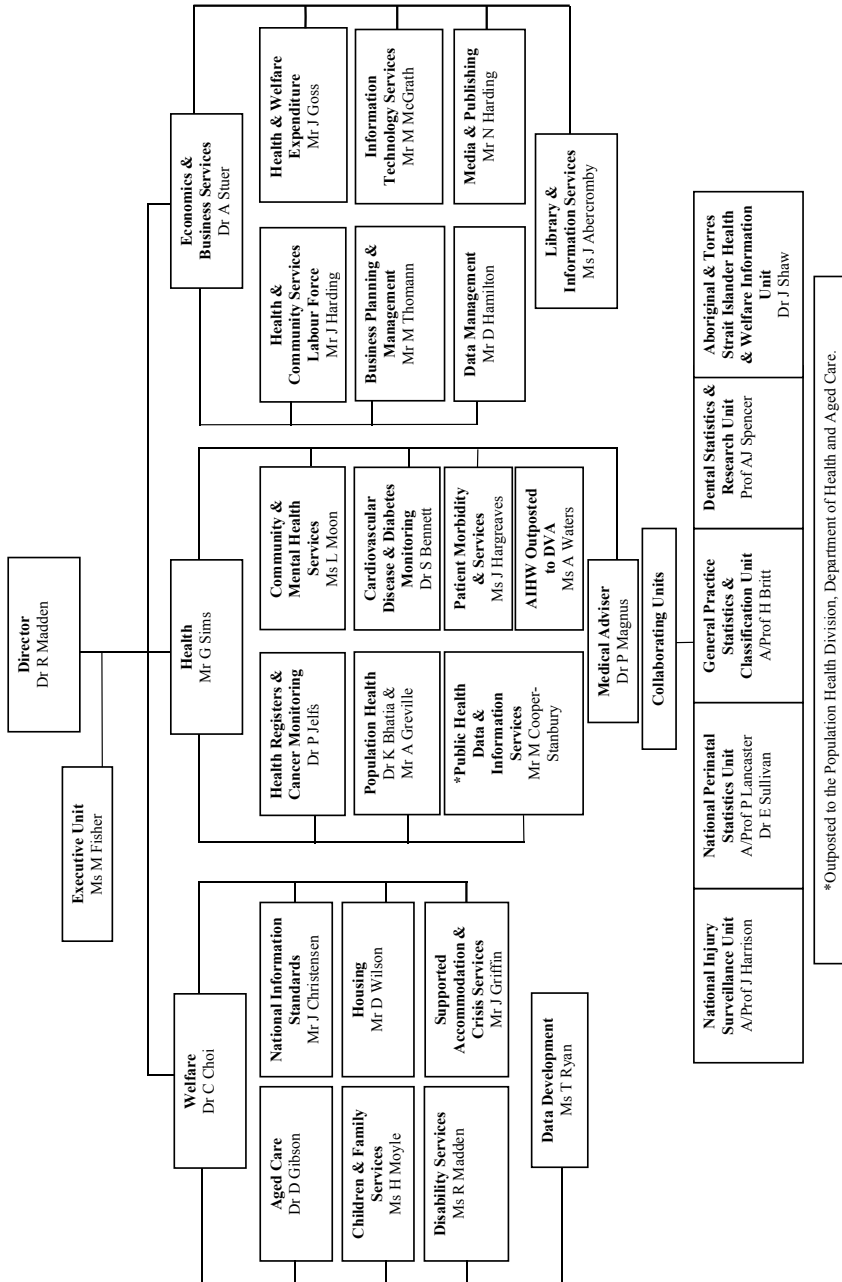 Director
Dr R Madden
Executive Unit
Ms M Fisher
Welfare
Dr C Choi
Aged Care
Dr D Gibson
National Information
Standards
Mr J Christensen
Children & Family
Services
Ms H Moyle
Housing
Mr D Wilson
Disability Services
Ms R Madden
Supported
Accommodation &
Crisis Services
Mr J Griffin
Data Development
Ms T Ryan
Health
Mr G Sims
Health Registers &
Cancer Monitoring
Dr P Jelfs
Community &
Mental Health
Services
Ms L Moon
Population Health
Dr K Bhatia &
Mr A Greville
Cardiovascular
Disease & Diabetes
Monitoring
Dr S Bennett
*Public Health
Data &
Information
Services
Mr M Cooper-
Stanbury
Patient Morbidity
& Services
Ms J Hargreaves
AIHW Outposted
to DVA
Ms A Waters
Medical Adviser
Dr P Magnus
Economics &
Business Services
Dr A Stuer
Health &
Community Services
Labour Force
Mr J Harding
Health & Welfare
Expenditure
Mr J Goss
Business Planning &
Management
Mr M Thomann
Information
Technology Services
Mr M McGrath
Data Management
Mr D Hamilton
Media & Publishing
Mr N Harding
Library &
Information Services
Ms J Abercromby
Collaborating Units
National Injury
Surveillance Unit
A/Prof J Harrison
National Perinatal
Statistics Unit
A/Prof P Lancaster
Dr E Sullivan
General Practice
Statistics &
Classification Unit
A/Prof H Britt
Dental Statistics &
Research Unit
Prof AJ Spencer
Aboriginal & Torres
Strait Islander Health
& Welfare Information
Unit
Dr J Shaw
*Outposted to the Population Health Division, Department of Health and Aged Care.